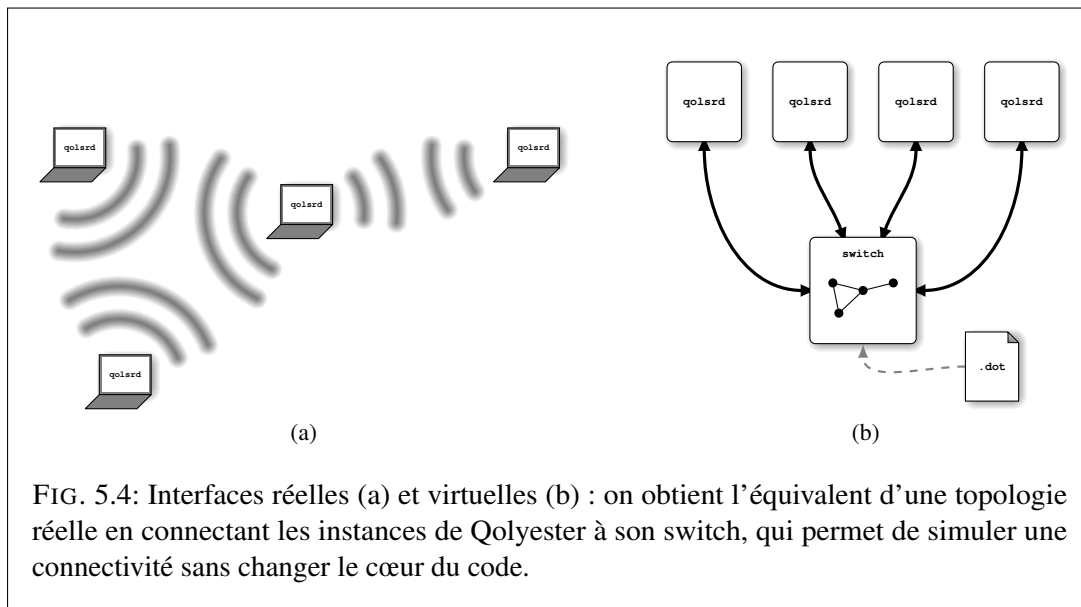 qolsrd
qolsrd
qolsrd
qolsrd
(a)
qolsrd qolsrd qolsrd qolsrd
switch
.dot
(b)
FIG. 5.4: Interfaces réelles (a) et virtuelles (b) : on obtient l'équivalent d'une topologie
réelle en connectant les instances de Qolyester à son switch, qui permet de simuler une
connectivité sans changer le cœur du code.